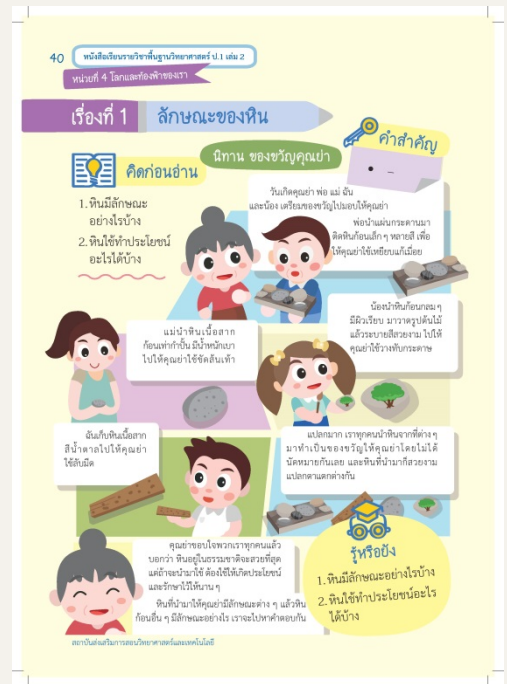 40
หนังสือเรียนรายวิชาพื้นฐานวิทยาศาสตร์ ป.1 เล่ม 2
หน่วยที่ 4 โลกและท้องฟ้าของเรา
เรื่องที่ 1
ลักษณะของหิน
คำสำคัญ
คิดก่อนอ่าน
1. หินมีลักษณะ
อย่างไรบ้าง
2. หินใช้ทำประโยชน์
อะไรได้บ้าง
นิทาน ของขวัญคุณย่า
วันเกิดคุณย่า พ่อ แม่ ฉัน
และน้อง เตรียมของขวัญไปมอบให้คุณย่า
พ่อนำแผ่นกระดานมา
ติดหินก้อนเล็ก ๆ หลายสี เพื่อ
ให้คุณย่าใช้เหยียบแก้เมื่อย
แม่นำหินเนื้อสาก
ก้อนเท่ากำปั้น มีน้ำหนักเบา
ไปให้คุณย่าใช้ขัดส้นเท้า
น้องนำหินก้อนกลม ๆ
มีผิวเรียบ มาวาดรูปต้นไม้
แล้วระบายสีสวยงาม ไปให้
คุณย่าใช้วางทับกระดาษ
ฉันเก็บหินเนื้อสาก
สีน้ำตาลไปให้คุณย่า
ใช้ลับมีด
แปลกมาก เราทุกคนนำหินจากที่ต่าง ๆ
มาทำเป็นของขวัญให้คุณย่าโดยไม่ได้
นัดหมายกันเลย และหินที่นำมาก็สวยงาม
แปลกตาแตกต่างกัน
คุณย่าขอบใจพวกเราทุกคนแล้ว
บอกว่า หินอยู่ในธรรมชาติจะสวยที่สุด
แต่ถ้าจะนำมาใช้ ต้องใช้ให้เกิดประโยชน์
และรักษาไว้ให้นาน ๆ
หินที่นำมาให้คุณย่ามีลักษณะต่าง ๆ แล้วหิน
ก้อนอื่น ๆ มีลักษณะอย่างไร เราจะไปหาคำตอบกัน
รู้หรือยัง
1. หินมีลักษณะอย่างไรบ้าง
2. หินใช้ทำประโยชน์อะไร
ได้บ้าง
สถาบันส่งเสริมการสอนวิทยาศาสตร์และเทคโนโลยี